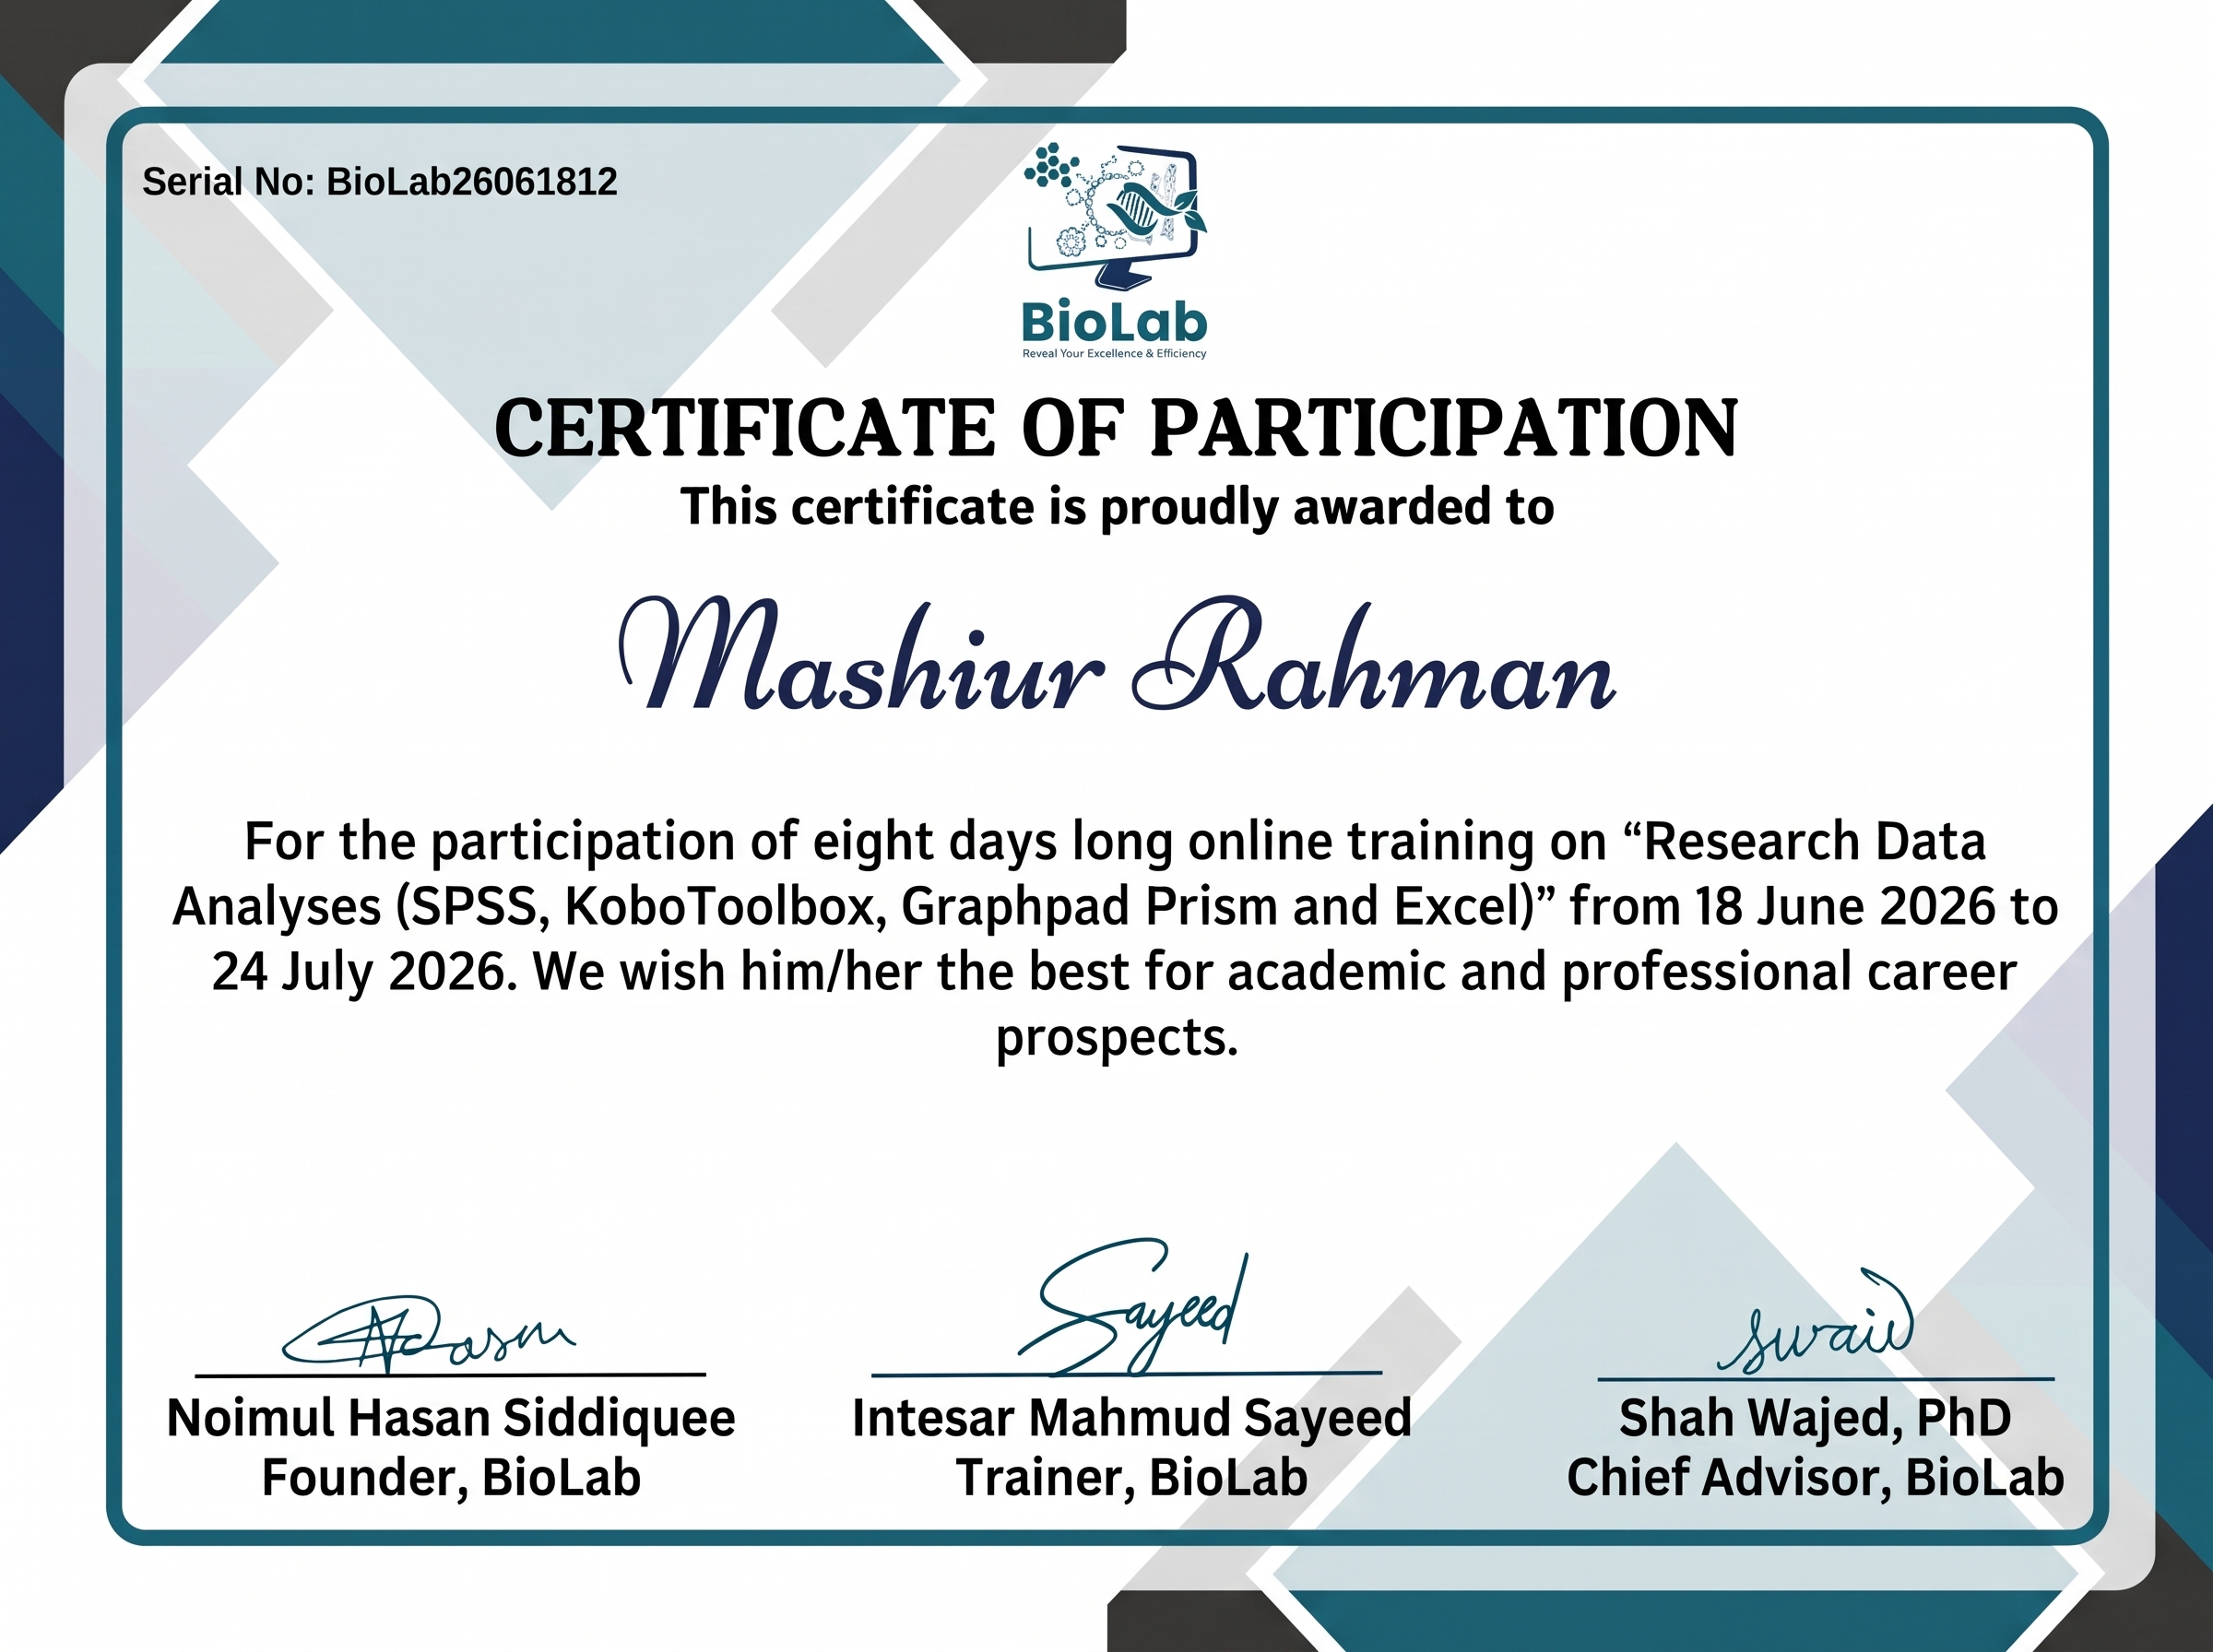 Serial No: BioLab26061812
BioLab
Reveal Your Excellence & Efficiency
CERTIFICATE OF PARTICIPATION
This certificate is proudly awarded to
Mashiur Rahman
For the participation of eight days long online training on “Research Data
Analyses (SPSS, KoboToolbox, Graphpad Prism and Excel)” from 18 June 2026 to
24 July 2026. We wish him/her the best for academic and professional career
prospects.
Sayeed
Noimul Hasan Siddiquee
Founder, BioLab
Intesar Mahmud Sayeed
Trainer, BioLab
Shah Wajed, PhD
Chief Advisor, BioLab